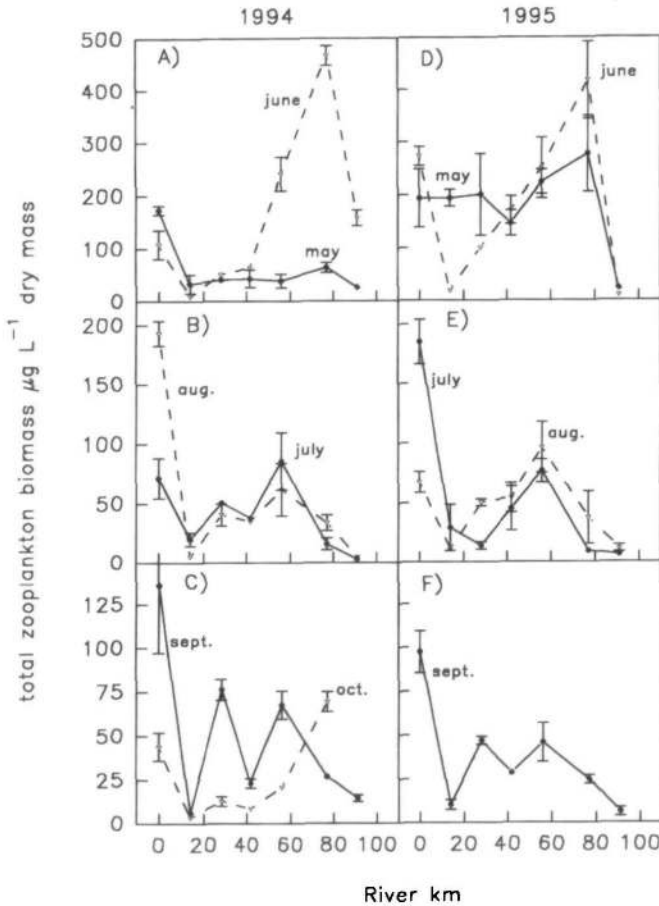 1994 1995
total zooplankton biomass µg L⁻¹ dry mass
500 A) D)
400 june june
300
200 may
100 may
0
200 B) E)
150 aug. july
100 july aug.
50
0
125 C) F)
100 sept. sept.
75 oct.
50
25
0
0 20 40 60 80 100 0 20 40 60 80 100
River km